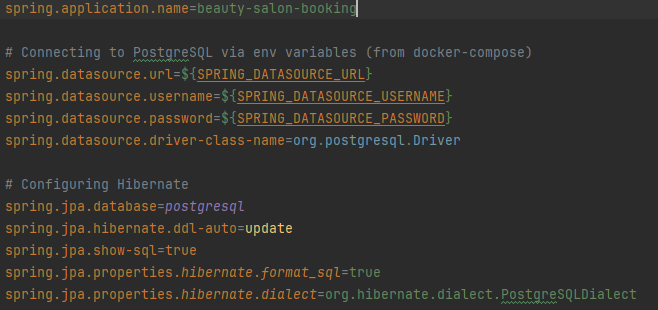 spring.application.name=beauty-salon-booking
# Connecting to PostgreSQL via env variables (from docker-compose)
spring.datasource.url=${SPRING_DATASOURCE_URL}
spring.datasource.username=${SPRING_DATASOURCE_USERNAME}
spring.datasource.password=${SPRING_DATASOURCE_PASSWORD}
spring.datasource.driver-class-name=org.postgresql.Driver
# Configuring Hibernate
spring.jpa.database=postgresql
spring.jpa.hibernate.ddl-auto=update
spring.jpa.show-sql=true
spring.jpa.properties.hibernate.format_sql=true
spring.jpa.properties.hibernate.dialect=org.hibernate.dialect.PostgreSQLDialect